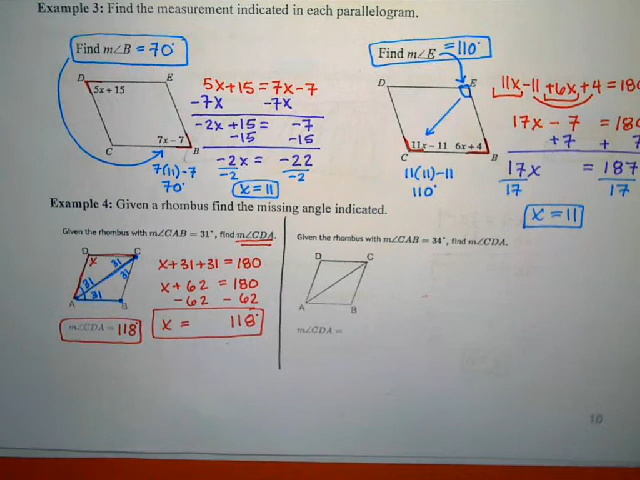 Example 3: Find the measurement indicated in each parallelogram.
Find m∠B = 70°
D E
5x + 15
7x – 7
C B
7(11)-7
70°
5x+15 = 7x-7
-7x -7x
-2x +15 = -7
-15 -15
-2x = -22
-2 -2
x = 11
Find m∠E = 110°
D E
11x – 11 6x + 4
C B
11(11)-11
110°
11x-11 +6x+4 = 180
17x - 7 = 180
+7 + 7
17x = 187
17 17
x = 11
Example 4: Given a rhombus find the missing angle indicated.
Given the rhombus with m∠CAB = 31°, find m∠CDA.
D C
x 31
31
31
31
A B
m∠CDA = 118°
x+31+31 = 180
x + 62 = 180
-62 -62
x = 118°
Given the rhombus with m∠CAB = 34°, find m∠CDA.
D C
A B
m∠CDA =
10